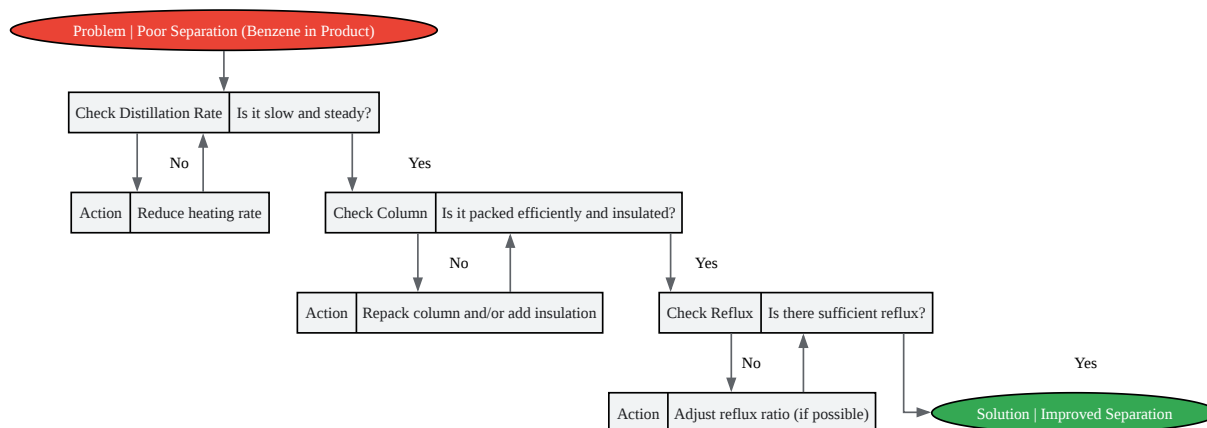 Problem | Poor Separation (Benzene in Product)
Check Distillation Rate
Is it slow and steady?
No
Yes
Action
Reduce heating rate
Check Column
Is it packed efficiently and insulated?
No
Yes
Action
Repack column and/or add insulation
Check Reflux
Is there sufficient reflux?
No
Yes
Action
Adjust reflux ratio (if possible)
Solution | Improved Separation